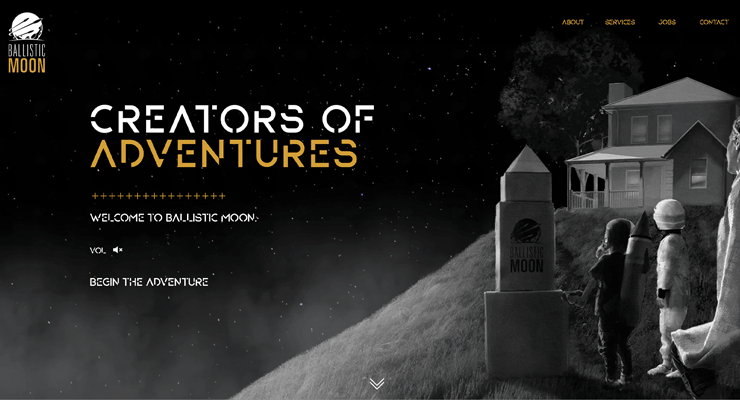 BALLISTIC
MOON
ABOUT
SERVICES
JOBS
CONTACT
CREATORS OF
ADVENTURES
++++++++++++++++
WELCOME TO BALLISTIC MOON.
VOL
BEGIN THE ADVENTURE
BALLISTIC
MOON